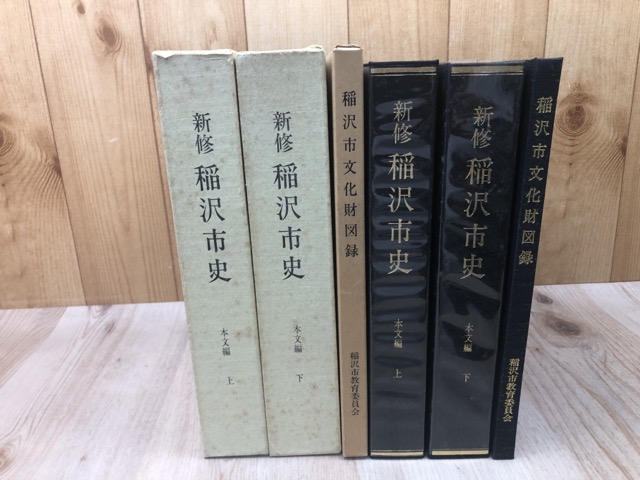 新修 稲沢市史 本文編 上
新修 稲沢市史 本文編 下
稲沢市文化財図録 稲沢市教育委員会
新修 稲沢市史 本文編 上
新修 稲沢市史 本文編 下
稲沢市文化財図録 稲沢市教育委員会